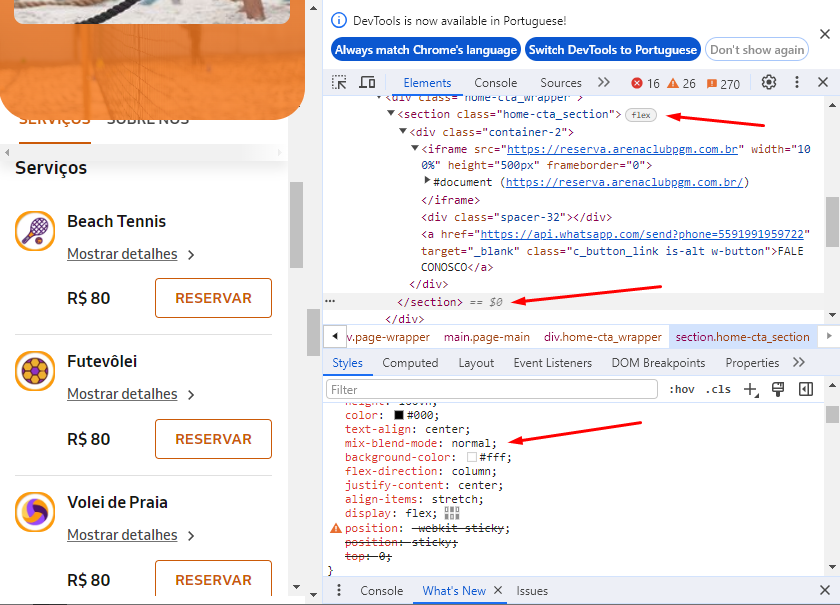 SERVIÇOS SOBRE NÓS
Serviços
Beach Tennis
Mostrar detalhes
R$ 80 RESERVAR
Futevôlei
Mostrar detalhes
R$ 80 RESERVAR
Volei de Praia
Mostrar detalhes
R$ 80 RESERVAR
DevTools is now available in Portuguese!
Always match Chrome's language Switch DevTools to Portuguese Don't show again
Elements Console Sources 16 26 270
<div class="home-cta_wrapper">
<section class="home-cta_section"> flex
<div class="container-2">
<iframe src="https://reserva.arenaclubpgm.com.br" width="10
0%" height="500px" frameborder="0">
#document (https://reserva.arenaclubpgm.com.br/)
</iframe>
<div class="spacer-32"></div>
<a href="https://api.whatsapp.com/send?phone=5591991959722"
target="_blank" class="c_button_link is-alt w-button">FALE
CONOSCO</a>
</div>
</section> == $0
</div>
v.page-wrapper main.page-main div.home-cta_wrapper section.home-cta_section
Styles Computed Layout Event Listeners DOM Breakpoints Properties
Filter :hov .cls
color: #000;
text-align: center;
mix-blend-mode: normal;
background-color: #fff;
flex-direction: column;
justify-content: center;
align-items: stretch;
display: flex;
position: -webkit-sticky;
position: sticky;
top: 0;
}
Console What's New Issues